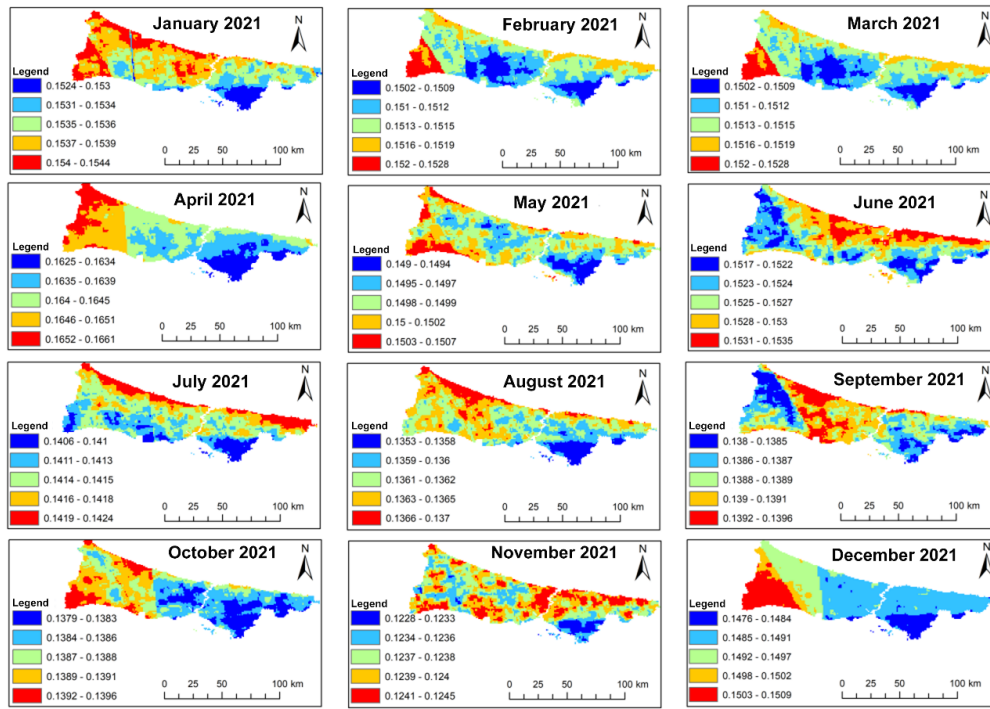 January 2021
N
Legend
0.1524 - 0.153
0.1531 - 0.1534
0.1535 - 0.1536
0.1537 - 0.1539
0.154 - 0.1544
0 25 50 100 km
February 2021
N
Legend
0.1502 - 0.1509
0.151 - 0.1512
0.1513 - 0.1515
0.1516 - 0.1519
0.152 - 0.1528
0 25 50 100 km
March 2021
N
Legend
0.1502 - 0.1509
0.151 - 0.1512
0.1513 - 0.1515
0.1516 - 0.1519
0.152 - 0.1528
0 25 50 100 km
April 2021
N
Legend
0.1625 - 0.1634
0.1635 - 0.1639
0.164 - 0.1645
0.1646 - 0.1651
0.1652 - 0.1661
0 25 50 100 km
May 2021
N
Legend
0.149 - 0.1494
0.1495 - 0.1497
0.1498 - 0.1499
0.15 - 0.1502
0.1503 - 0.1507
0 25 50 100 km
June 2021
N
Legend
0.1517 - 0.1522
0.1523 - 0.1524
0.1525 - 0.1527
0.1528 - 0.153
0.1531 - 0.1535
0 25 50 100 km
July 2021
N
Legend
0.1406 - 0.141
0.1411 - 0.1413
0.1414 - 0.1415
0.1416 - 0.1418
0.1419 - 0.1424
0 25 50 100 km
August 2021
N
Legend
0.1353 - 0.1358
0.1359 - 0.136
0.1361 - 0.1362
0.1363 - 0.1365
0.1366 - 0.137
0 25 50 100 km
September 2021
N
Legend
0.138 - 0.1385
0.1386 - 0.1387
0.1388 - 0.1389
0.139 - 0.1391
0.1392 - 0.1396
0 25 50 100 km
October 2021
N
Legend
0.1379 - 0.1383
0.1384 - 0.1386
0.1387 - 0.1388
0.1389 - 0.1391
0.1392 - 0.1396
0 25 50 100 km
November 2021
N
Legend
0.1228 - 0.1233
0.1234 - 0.1236
0.1237 - 0.1238
0.1239 - 0.124
0.1241 - 0.1245
0 25 50 100 km
December 2021
N
Legend
0.1476 - 0.1484
0.1485 - 0.1491
0.1492 - 0.1497
0.1498 - 0.1502
0.1503 - 0.1509
0 25 50 100 km